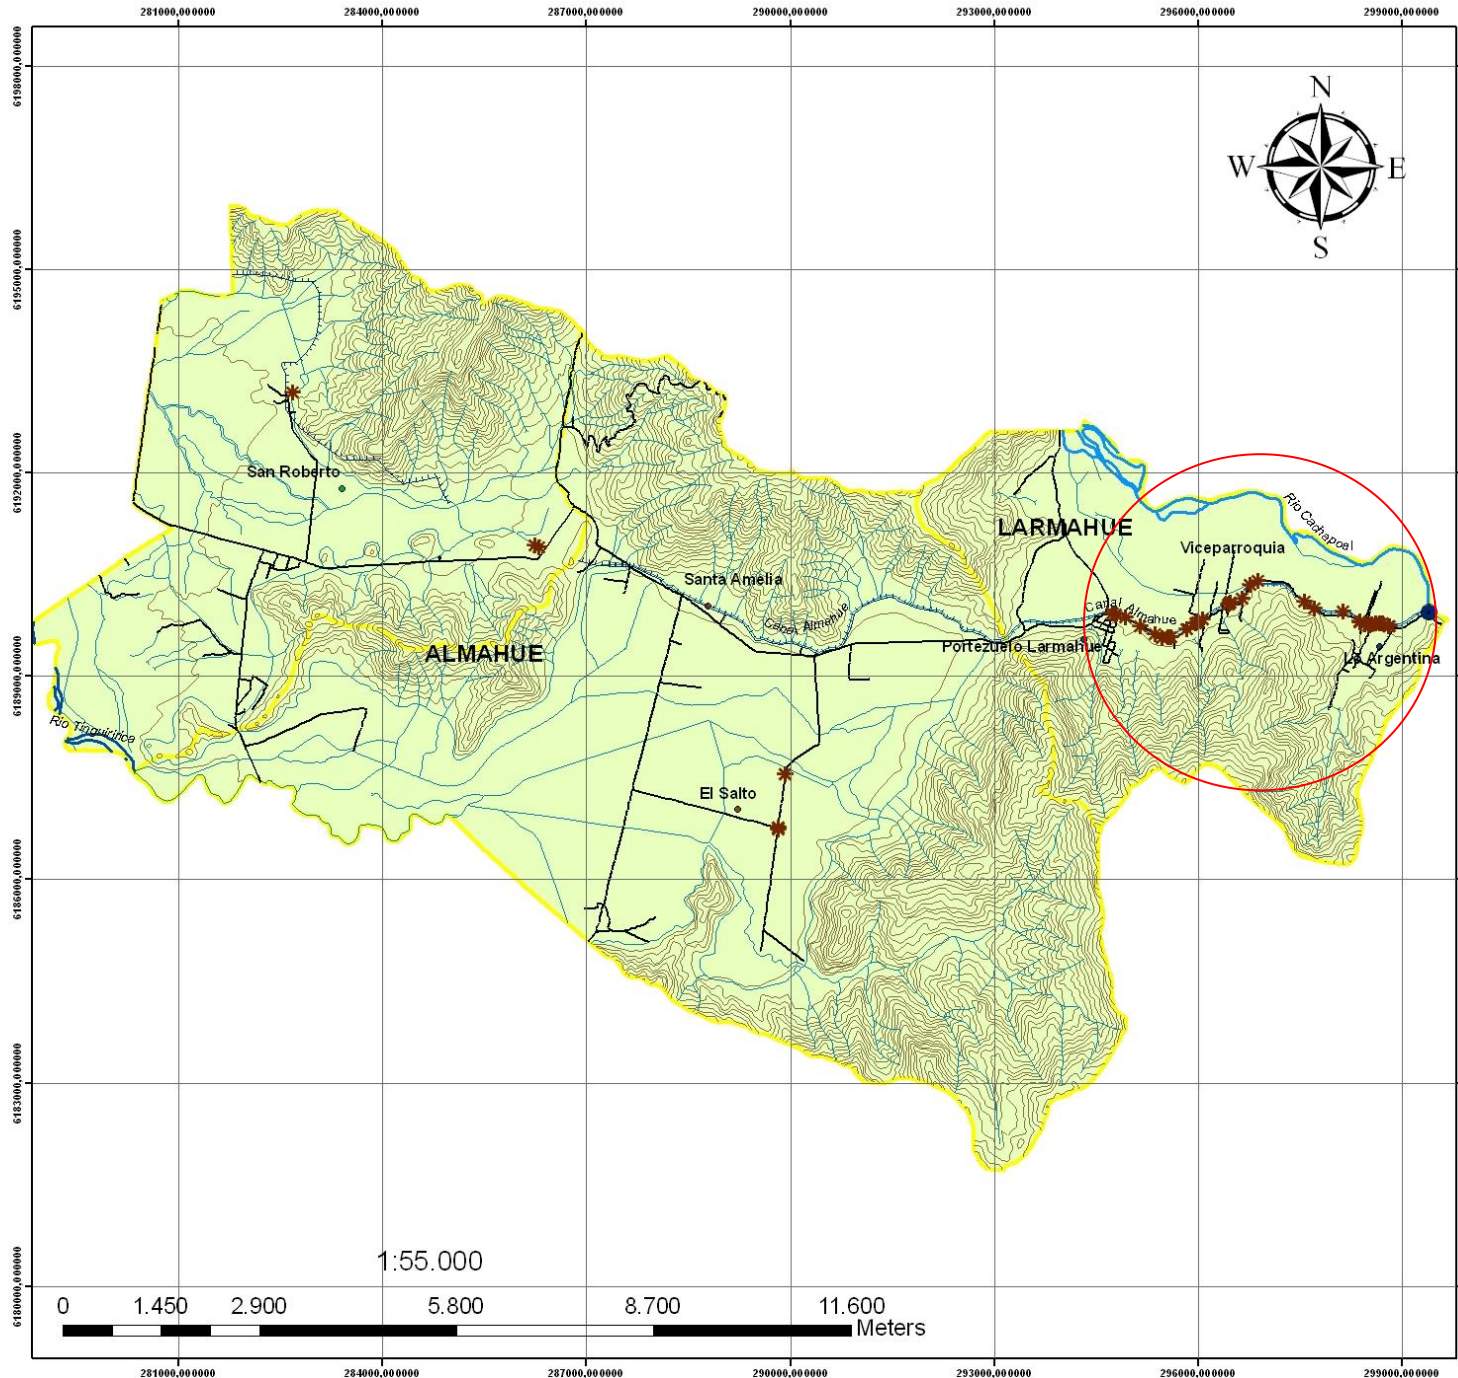 281000,000000 284000,000000 287000,000000 290000,000000 293000,000000 296000,000000 299000,000000
6198000,000000
6195000,000000
6192000,000000
6189000,000000
6186000,000000
6183000,000000
6180000,000000
N
W E
S
San Roberto
LARMAHUE
Río Cachapoal
Viceparroquia
Santa Amelia
Canal Almahue
Canal Almahue
ALMAHUE
Portezuelo Larmahue
La Argentina
Río Tinguiririca
El Salto
1:55.000
0 1.450 2.900 5.800 8.700 11.600
Meters
281000,000000 284000,000000 287000,000000 290000,000000 293000,000000 296000,000000 299000,000000